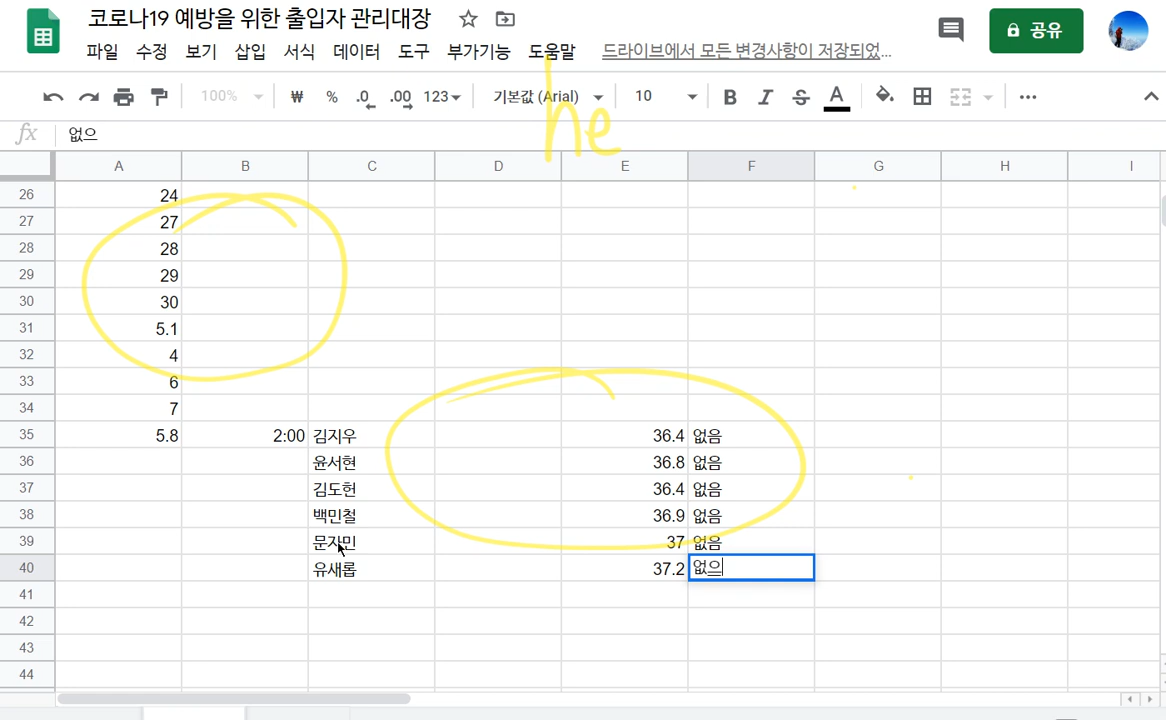 코로나19 예방을 위한 출입자 관리대장
파일 수정 보기 삽입 서식 데이터 도구 부가기능 도움말 드라이브에서 모든 변경사항이 저장되었...
공유
100% ₩ % .0 .00 123 기본값 (Arial) 10 B I S A ...
he
fx 없으
A B C D E F G H I
26 24
27 27
28 28
29 29
30 30
31 5.1
32 4
33 6
34 7
35 5.8 2:00 김지우 36.4 없음
36 윤서현 36.8 없음
37 김도헌 36.4 없음
38 백민철 36.9 없음
39 문자민 37 없음
40 유새롭 37.2 없으
41
42
43
44